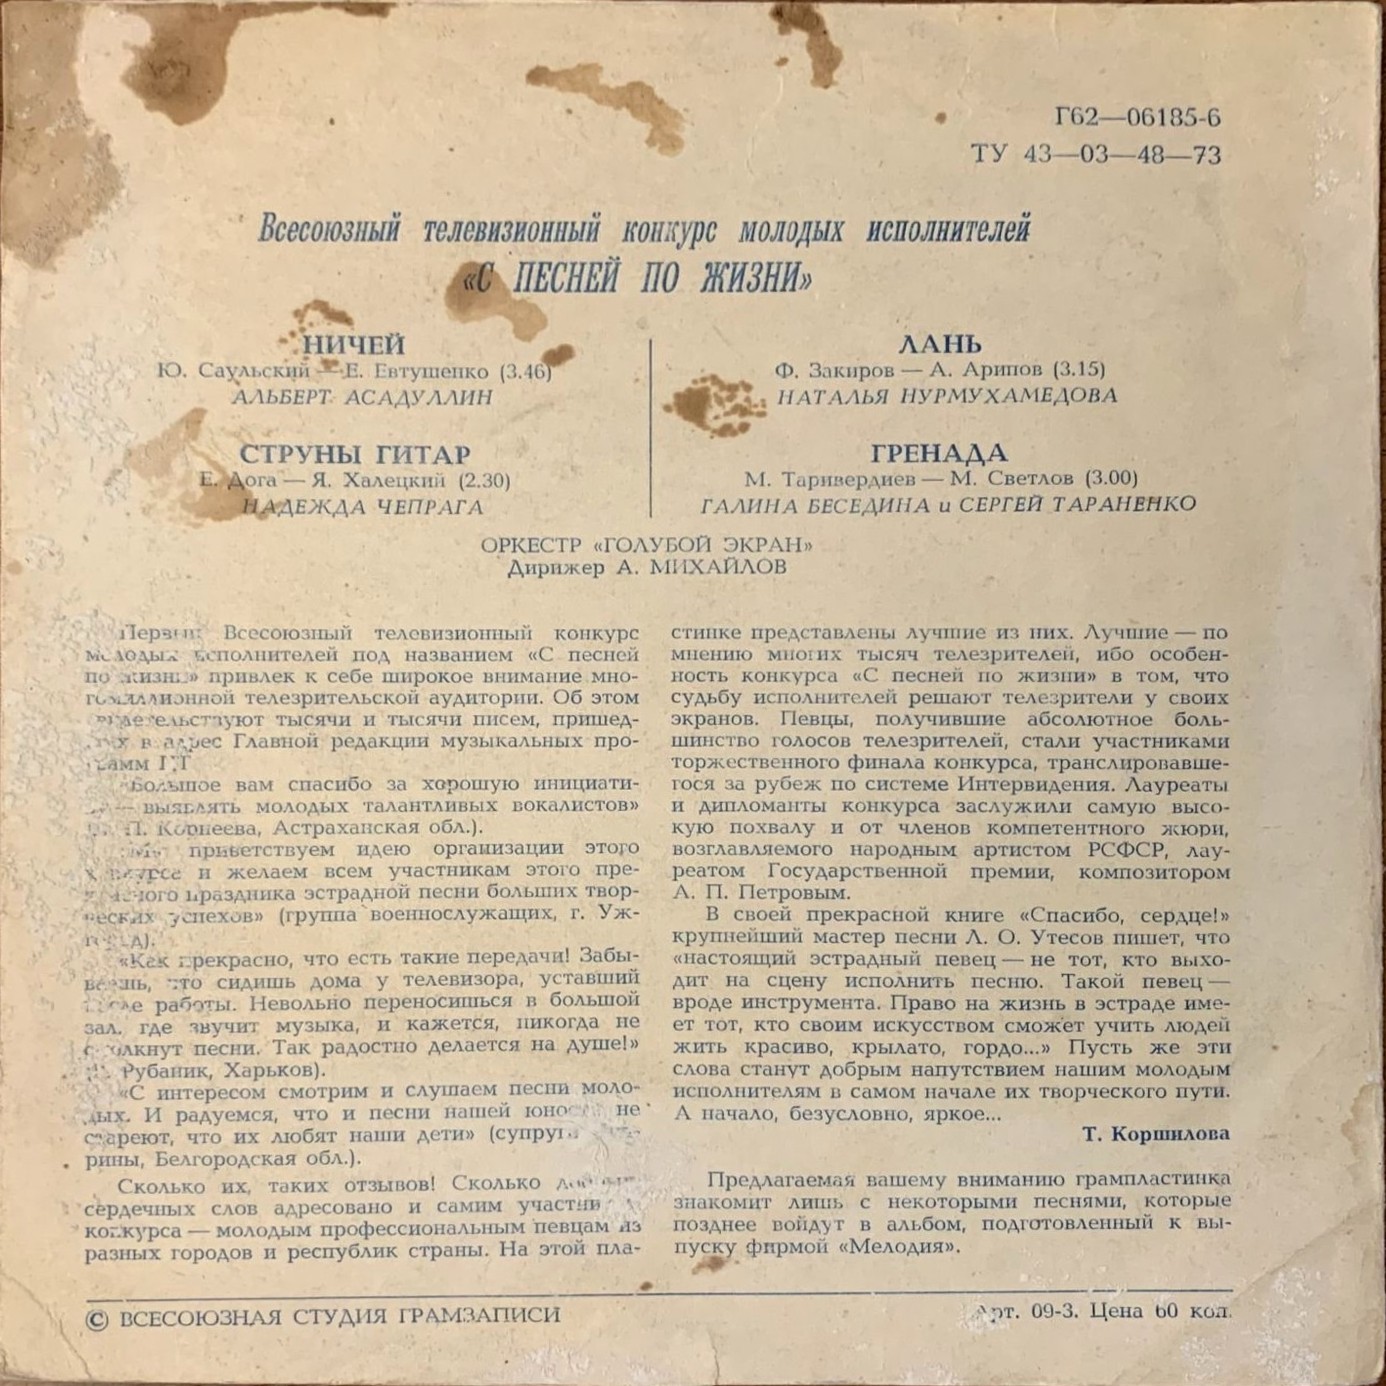 Г62—06185-6
ТУ 43—03—48—73
Всесоюзный телевизионный конкурс молодых исполнителей
«С ПЕСНЕЙ ПО ЖИЗНИ»
НИЧЕЙ
Ю. Саульский — Е. Евтушенко (3.46)
АЛЬБЕРТ АСАДУЛЛИН
СТРУНЫ ГИТАР
Е. Дога — Я. Халецкий (2.30)
НАДЕЖДА ЧЕПРАГА
ЛАНЬ
Ф. Закиров — А. Арипов (3.15)
НАТАЛЬЯ НУРМУХАМЕДОВА
ГРЕНАДА
М. Таривердиев — М. Светлов (3.00)
ГАЛИНА БЕСЕДИНА и СЕРГЕЙ ТАРАНЕНКО
ОРКЕСТР «ГОЛУБОЙ ЭКРАН»
Дирижер А. МИХАЙЛОВ
Всесоюзный телевизионный конкурс
молодых исполнителей под названием «С песней
по жизни» привлек к себе широкое внимание мно-
гомиллионной телезрительской аудитории. Об этом
тысячи и тысячи писем, пришед-
в адрес Главной редакции музыкальных про-
«Большое вам спасибо за хорошую инициати-
— выявлять молодых талантливых вокалистов»
Корнеева, Астраханская обл.).
приветствуем идею организации этого
и желаем всем участникам этого пре-
праздника эстрадной песни больших твор-
ческих успехов» (группа военнослужащих, г. Уж-
«Как прекрасно, что есть такие передачи! Забы-
ваешь, что сидишь дома у телевизора, уставший
работы. Невольно переносишься в большой
зал, где звучит музыка, и кажется, никогда не
смолкнут песни. Так радостно делается на душе!»
Рубаник, Харьков).
«С интересом смотрим и слушаем песни моло-
дых. И радуемся, что и песни нашей не
стареют, что их любят наши дети» (супруги
рины, Белгородская обл.).
Сколько их, таких отзывов! Сколько
сердечных слов адресовано и самим
конкурса — молодым профессиональным певцам из
разных городов и республик страны. На этой пла-
стинке представлены лучшие из них. Лучшие — по
мнению многих тысяч телезрителей, ибо особен-
ность конкурса «С песней по жизни» в том, что
судьбу исполнителей решают телезрители у своих
экранов. Певцы, получившие абсолютное боль-
шинство голосов телезрителей, стали участниками
торжественного финала конкурса, транслировавше-
гося за рубеж по системе Интервидения. Лауреаты
и дипломанты конкурса заслужили самую высо-
кую похвалу и от членов компетентного жюри,
возглавляемого народным артистом РСФСР, лау-
реатом Государственной премии, композитором
А. П. Петровым.
В своей прекрасной книге «Спасибо, сердце!»
крупнейший мастер песни Л. О. Утесов пишет, что
«настоящий эстрадный певец — не тот, кто выхо-
дит на сцену исполнить песню. Такой певец —
вроде инструмента. Право на жизнь в эстраде име-
ет тот, кто своим искусством сможет учить людей
жить красиво, крылато, гордо...» Пусть же эти
слова станут добрым напутствием нашим молодым
исполнителям в самом начале их творческого пути.
А начало, безусловно, яркое...
Т. Коршилова
Предлагаемая вашему вниманию грампластинка
знакомит лишь с некоторыми песнями, которые
позднее войдут в альбом, подготовленный к вы-
пуску фирмой «Мелодия».
© ВСЕСОЮЗНАЯ СТУДИЯ ГРАМЗАПИСИ
Арт. 09-3. Цена 60 коп.